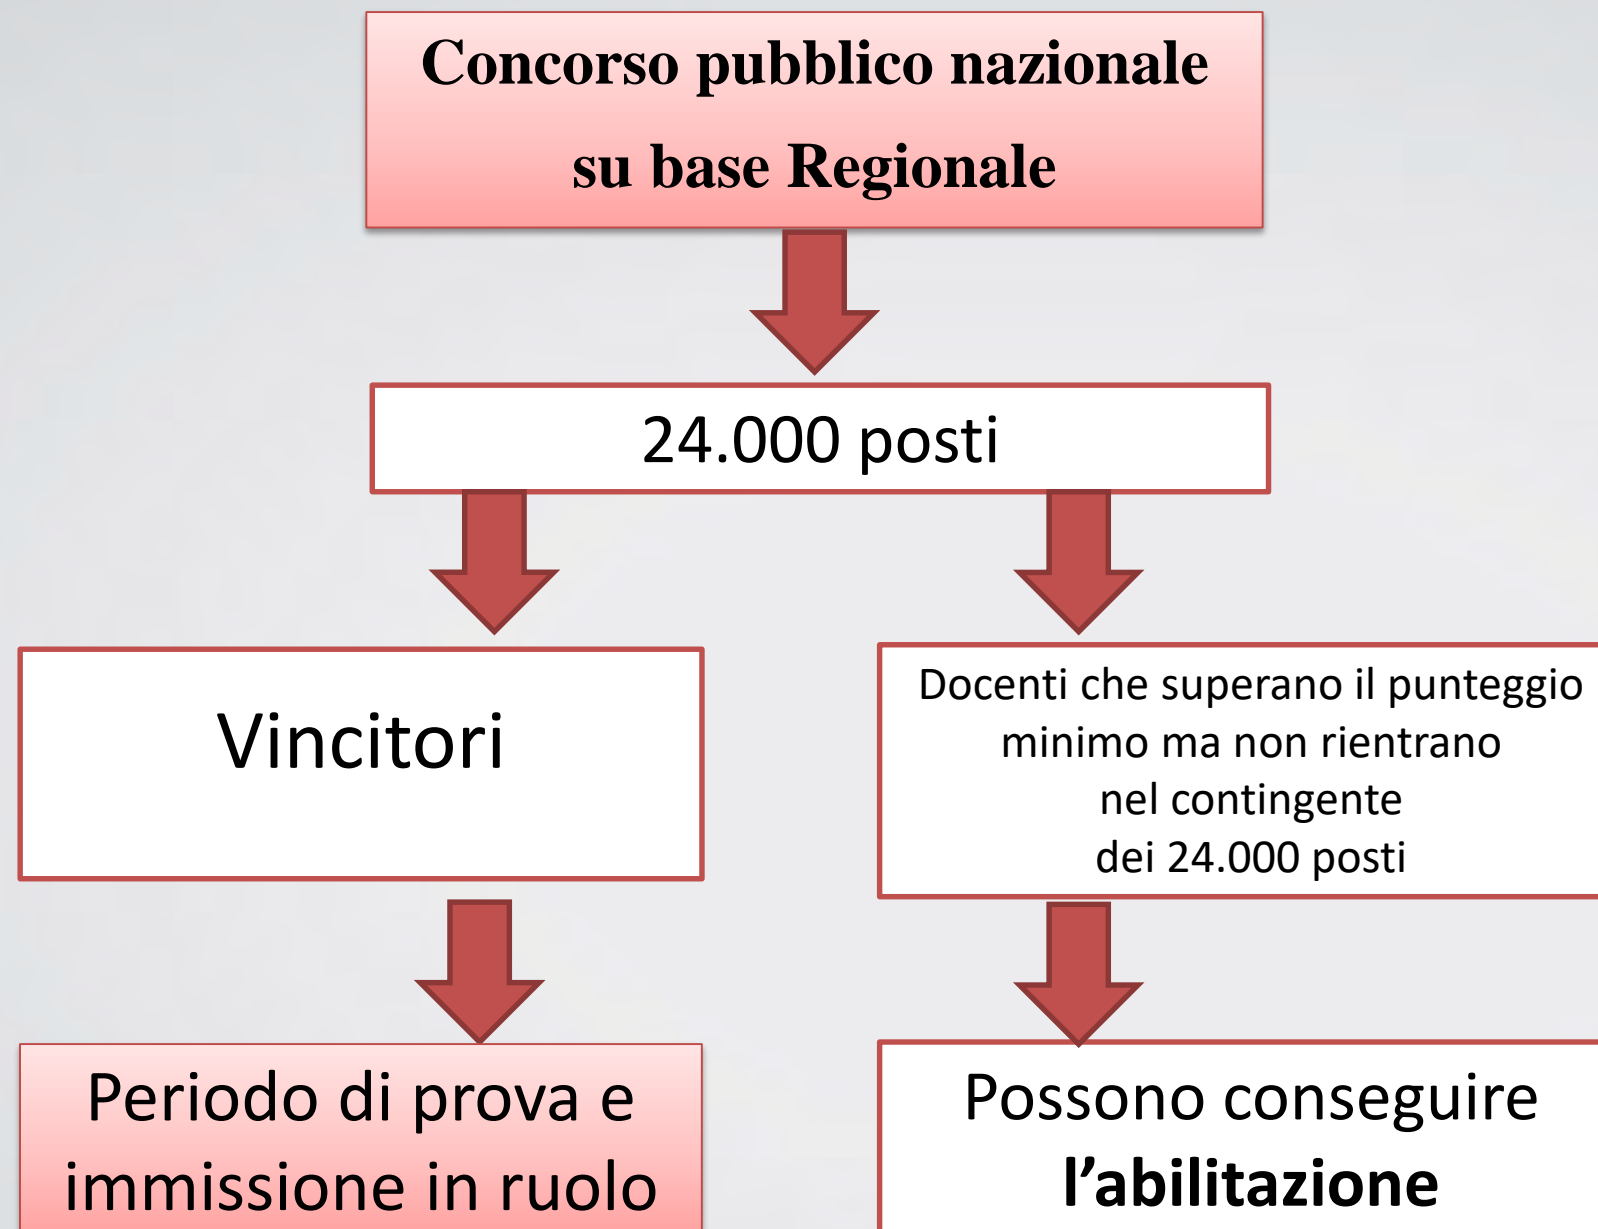 Concorso pubblico nazionale
su base Regionale
24.000 posti
Vincitori
Docenti che superano il punteggio
minimo ma non rientrano
nel contingente
dei 24.000 posti
Periodo di prova e
immissione in ruolo
Possono conseguire
l’abilitazione